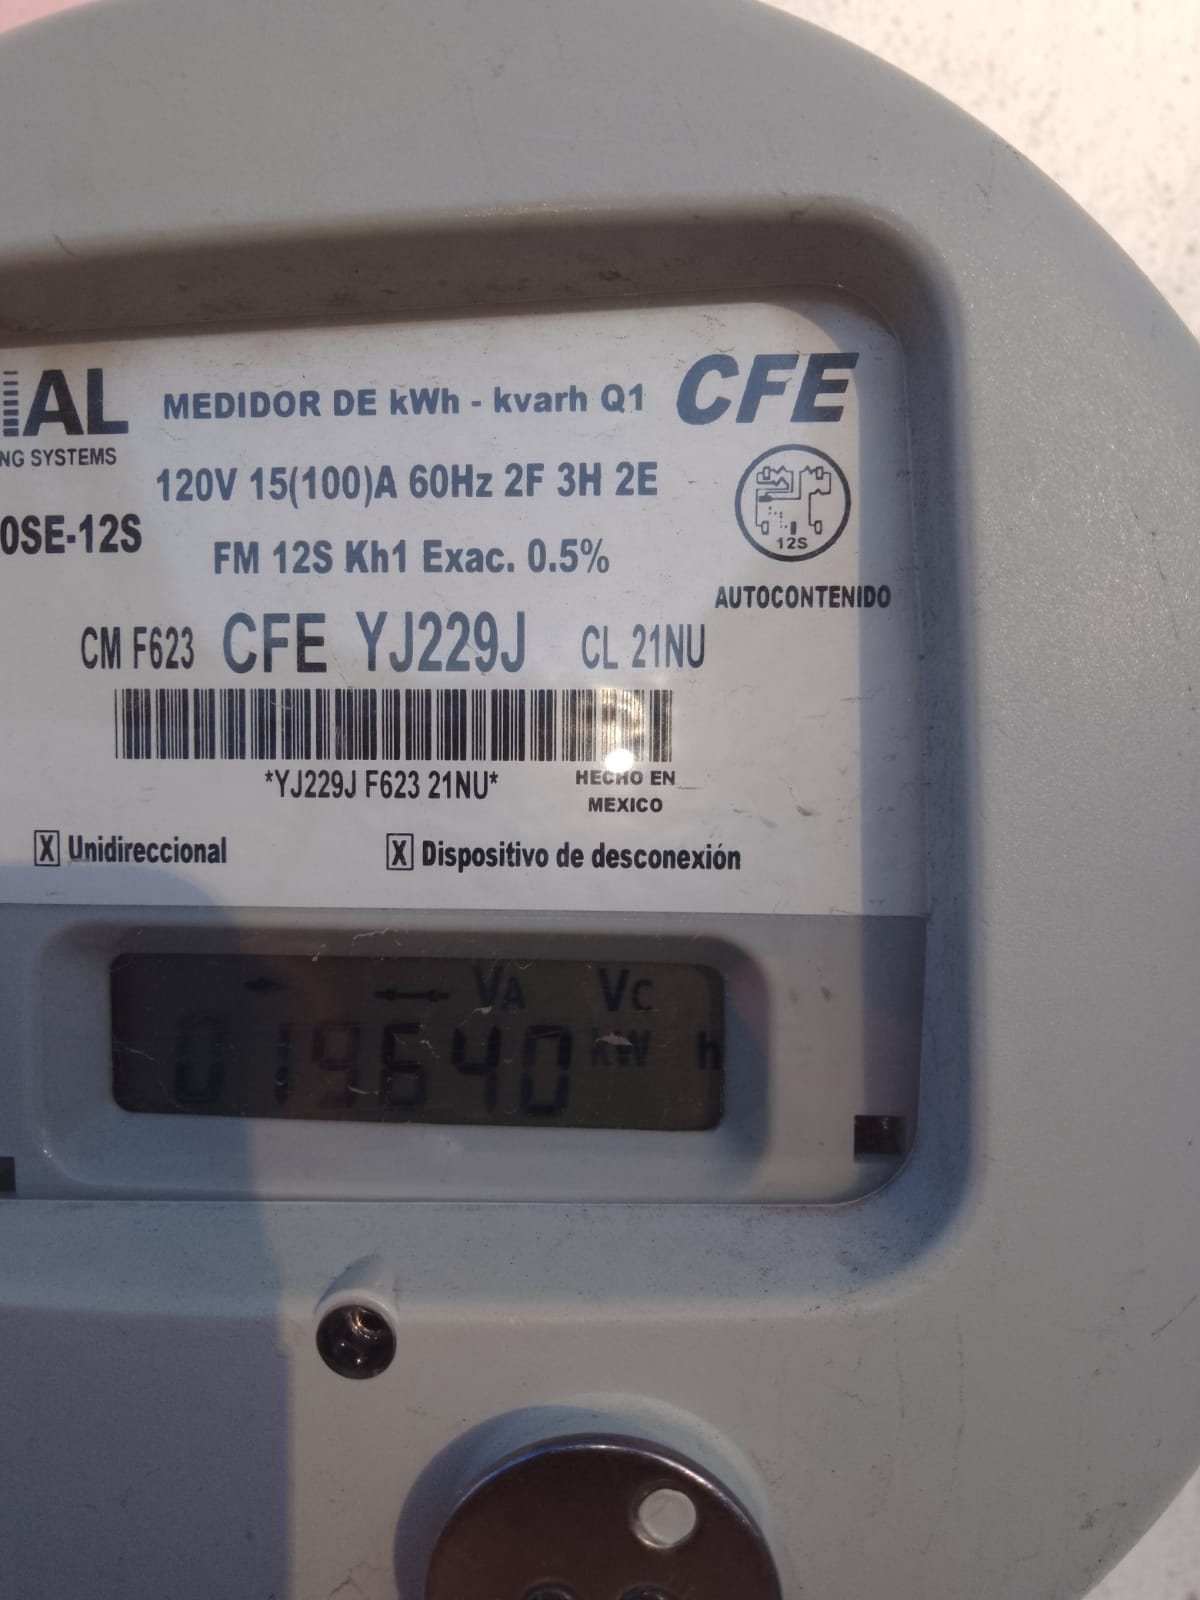 IAL
MEDIDOR DE kWh - kvarh Q1
CFE
NG SYSTEMS
120V 15(100)A 60Hz 2F 3H 2E
0SE-12S
12S
FM 12S Kh1 Exac. 0.5%
AUTOCONTENIDO
CM F623 CFE YJ229J CL 21NU
*YJ229J F623 21NU*
HECHO EN
MEXICO
X Unidireccional
X Dispositivo de desconexión
VA VC
019640 kW h